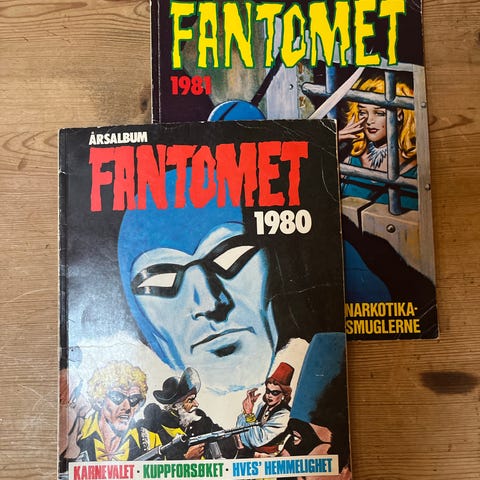 FANTOMET
1981
NARKOTIKA-
SMUGLERNE
ÅRSALBUM
FANTOMET
1980
KARNEVALET · KUPPFORSØKET · HVES' HEMMELIGHET